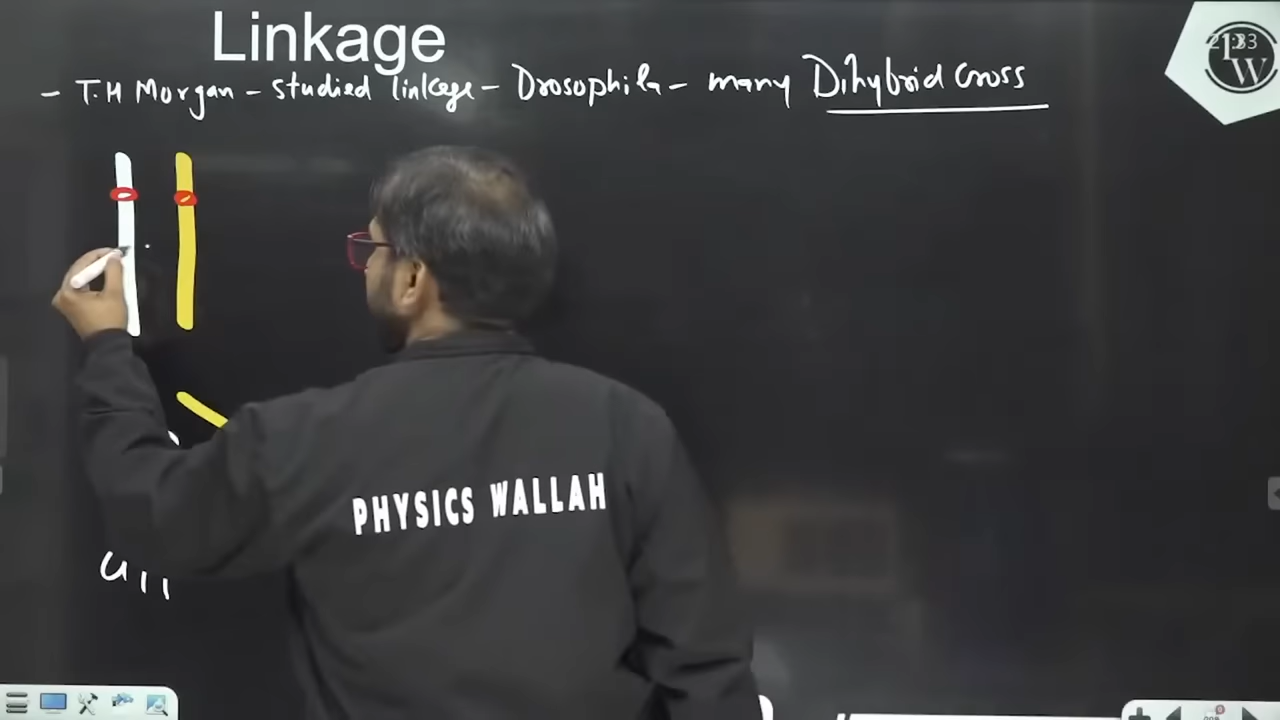 Linkage
- T.H Morgan - studied linkage - Drosophila - many Dihybrid cross
PHYSICS WALLAH